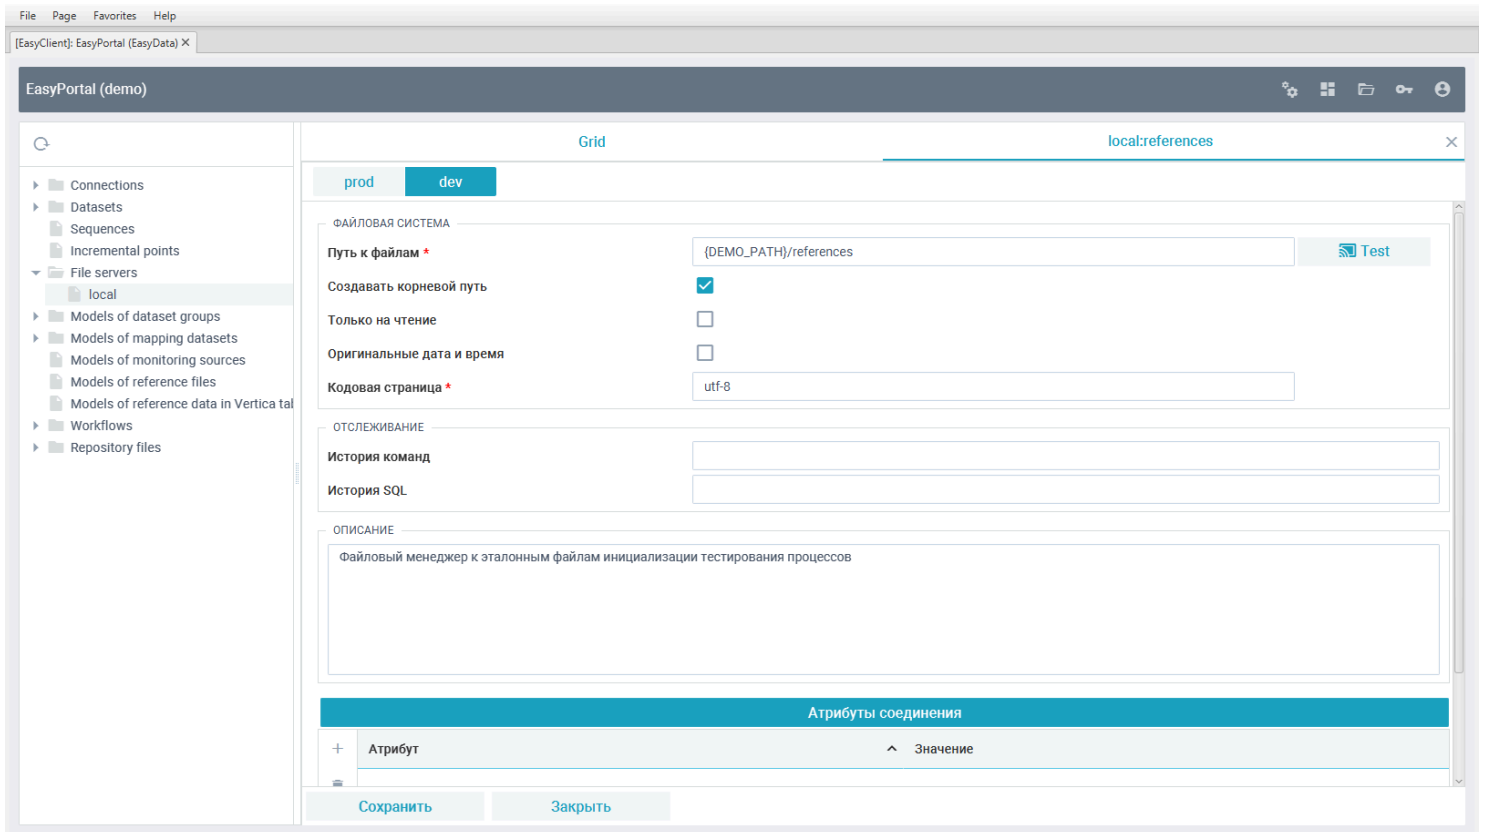 File Page Favorites Help
[EasyClient]: EasyPortal (EasyData) X
EasyPortal (demo)
Grid
local:references
Connections
Datasets
Sequences
Incremental points
File servers
local
Models of dataset groups
Models of mapping datasets
Models of monitoring sources
Models of reference files
Models of reference data in Vertica tal
Workflows
Repository files
prod dev
ФАЙЛОВАЯ СИСТЕМА
Путь к файлам * {DEMO_PATH}/references Test
Создавать корневой путь
Только на чтение
Оригинальные дата и время
Кодовая страница * utf-8
ОТСЛЕЖИВАНИЕ
История команд
История SQL
ОПИСАНИЕ
Файловый менеджер к эталонным файлам инициализации тестирования процессов
Атрибуты соединения
Атрибут Значение
Сохранить Закрыть